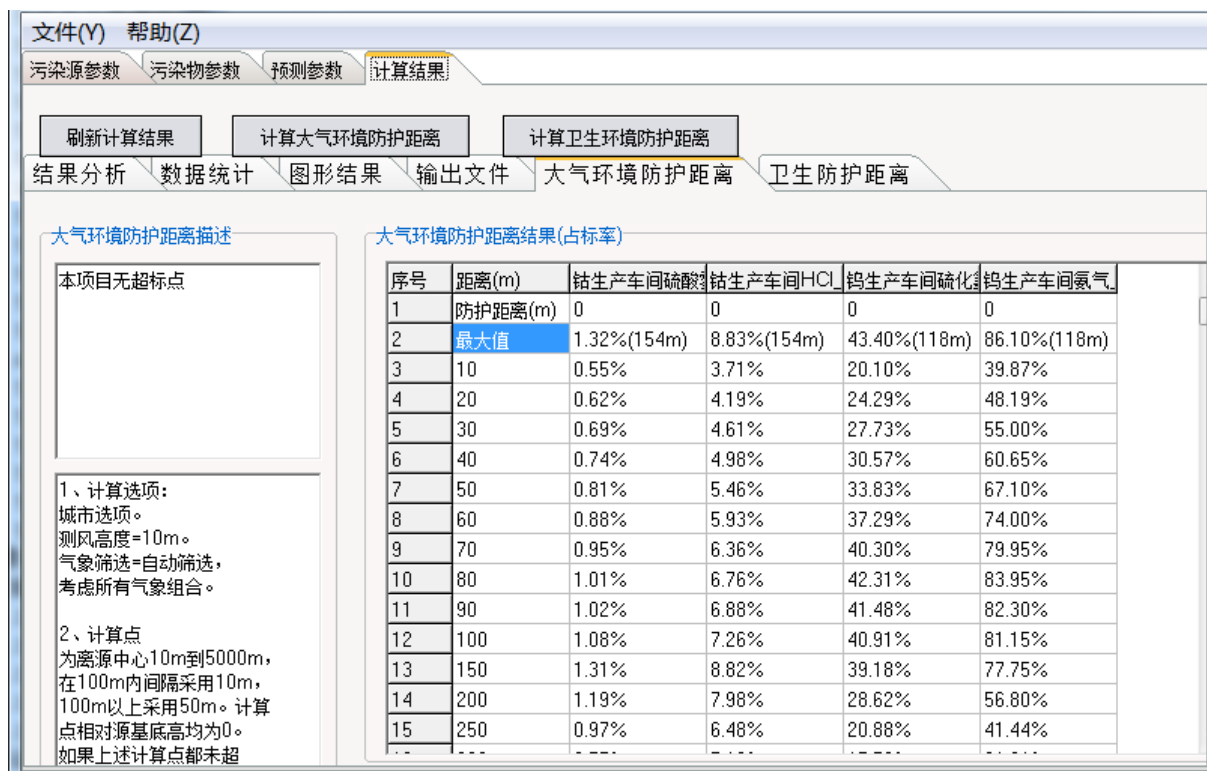 文件(Y) 帮助(Z)
污染源参数 污染物参数 预测参数 计算结果
刷新计算结果 计算大气环境防护距离 计算卫生环境防护距离
结果分析 数据统计 图形结果 输出文件 大气环境防护距离 卫生防护距离
大气环境防护距离描述
本项目无超标点
1、计算选项:
城市选项。
测风高度=10m。
气象筛选=自动筛选,
考虑所有气象组合。
2、计算点
为离源中心10m到5000m,
在100m内间隔采用10m,
100m以上采用50m。计算
点相对源基底高均为0。
如果上述计算点都未超
大气环境防护距离结果(占标率)
序号 距离(m) 钴生产车间硫酸 钴生产车间HCl_ 钨生产车间硫化 钨生产车间氨气_
1 防护距离(m) 0 0 0 0
2 最大值 1.32%(154m) 8.83%(154m) 43.40%(118m) 86.10%(118m)
3 10 0.55% 3.71% 20.10% 39.87%
4 20 0.62% 4.19% 24.29% 48.19%
5 30 0.69% 4.61% 27.73% 55.00%
6 40 0.74% 4.98% 30.57% 60.65%
7 50 0.81% 5.46% 33.83% 67.10%
8 60 0.88% 5.93% 37.29% 74.00%
9 70 0.95% 6.36% 40.30% 79.95%
10 80 1.01% 6.76% 42.31% 83.95%
11 90 1.02% 6.88% 41.48% 82.30%
12 100 1.08% 7.26% 40.91% 81.15%
13 150 1.31% 8.82% 39.18% 77.75%
14 200 1.19% 7.98% 28.62% 56.80%
15 250 0.97% 6.48% 20.88% 41.44%